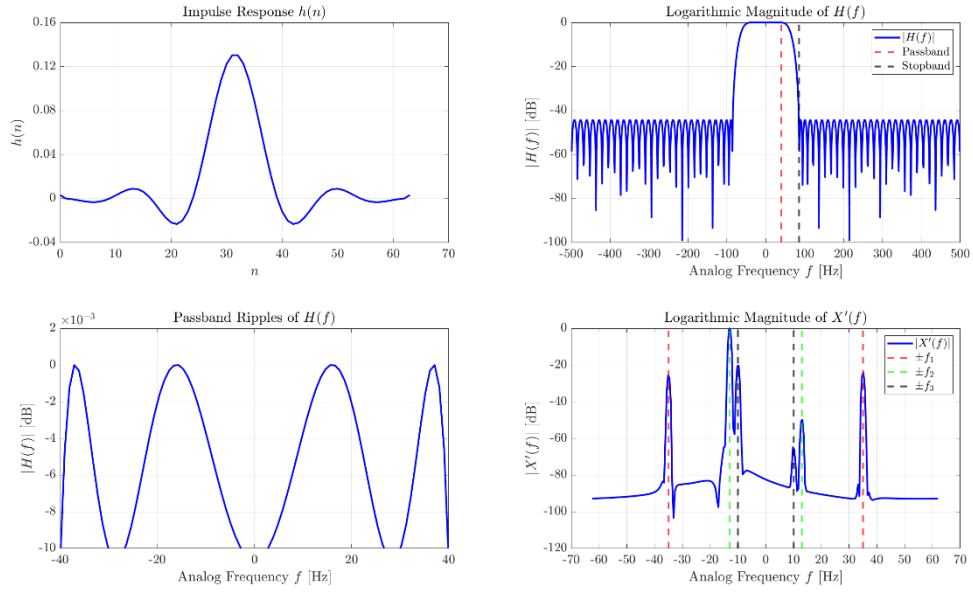 Impulse Response h(n)
0.16
0.12
0.08
0.04
0
-0.04
h(n)
0 10 20 30 40 50 60 70
n
Logarithmic Magnitude of H(f)
0
-20
-40
-60
-80
-100
|H(f)| [dB]
|H(f)|
Passband
Stopband
-500 -400 -300 -200 -100 0 100 200 300 400 500
Analog Frequency f [Hz]
×10⁻³
Passband Ripples of H(f)
2
0
-2
-4
-6
-8
-10
|H(f)| [dB]
-40 -20 0 20 40
Analog Frequency f [Hz]
Logarithmic Magnitude of X′(f)
0
-20
-40
-60
-80
-100
-120
|X′(f)| [dB]
|X′(f)|
±f₁
±f₂
±f₃
-70 -60 -50 -40 -30 -20 -10 0 10 20 30 40 50 60 70
Analog Frequency f [Hz]